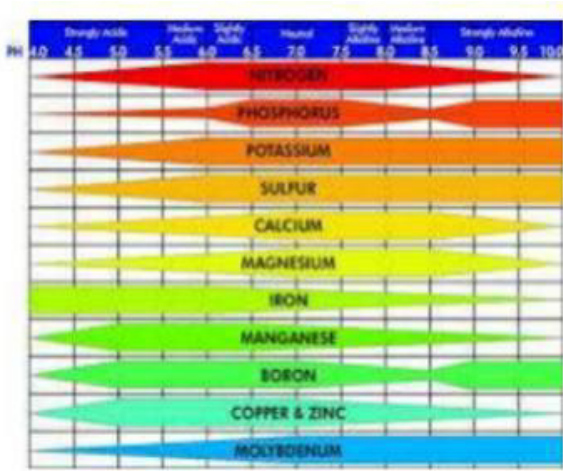 Strongly Acidic Medium Acidic Slightly Acidic Neutral Slightly Alkaline Medium Alkaline Strongly Alkaline
PH 4.0 4.5 5.0 5.5 6.0 6.5 7.0 7.5 8.0 8.5 9.0 9.5 10.0
NITROGEN
PHOSPHORUS
POTASSIUM
SULFUR
CALCIUM
MAGNESIUM
IRON
MANGANESE
BORON
COPPER & ZINC
MOLYBDENUM